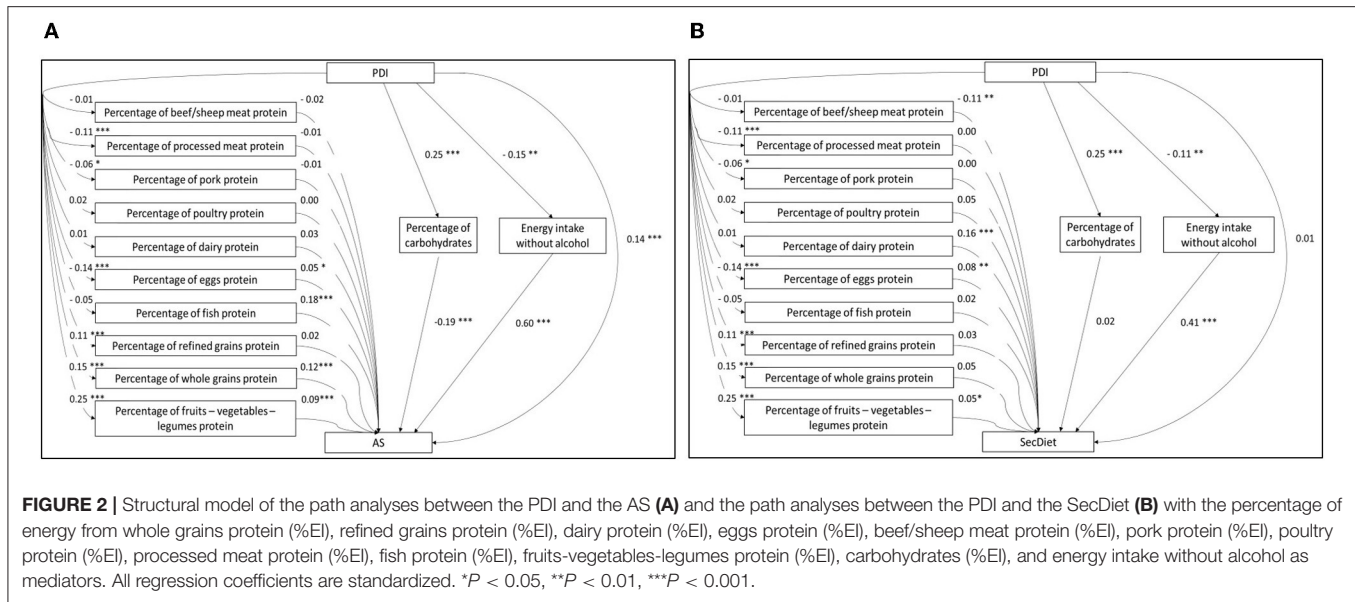 A
PDI
- 0.01 Percentage of beef/sheep meat protein - 0.02
- 0.11 *** Percentage of processed meat protein -0.01
- 0.06 * Percentage of pork protein -0.01
0.02 Percentage of poultry protein 0.00
0.01 Percentage of dairy protein 0.03
- 0.14 *** Percentage of eggs protein 0.05 *
- 0.05 Percentage of fish protein 0.18***
0.11 *** Percentage of refined grains protein 0.02
0.15 *** Percentage of whole grains protein 0.12***
0.25 *** Percentage of fruits – vegetables –
legumes protein 0.09***
0.25 *** - 0.15 **
Percentage of
carbohydrates
Energy intake
without alcohol
0.14 ***
-0.19 *** 0.60 ***
AS
B
PDI
- 0.01 Percentage of beef/sheep meat protein - 0.11 **
- 0.11 *** Percentage of processed meat protein 0.00
- 0.06 * Percentage of pork protein 0.00
0.02 Percentage of poultry protein 0.05
0.01 Percentage of dairy protein 0.16 ***
- 0.14 *** Percentage of eggs protein 0.08 **
- 0.05 Percentage of fish protein 0.02
0.11 *** Percentage of refined grains protein 0.03
0.15 *** Percentage of whole grains protein 0.05
0.25 *** Percentage of fruits – vegetables –
legumes protein 0.05*
0.25 *** - 0.11 **
Percentage of
carbohydrates
Energy intake
without alcohol
0.01
0.02 0.41 ***
SecDiet
FIGURE 2 | Structural model of the path analyses between the PDI and the AS (A) and the path analyses between the PDI and the SecDiet (B) with the percentage of
energy from whole grains protein (%EI), refined grains protein (%EI), dairy protein (%EI), eggs protein (%EI), beef/sheep meat protein (%EI), pork protein (%EI), poultry
protein (%EI), processed meat protein (%EI), fish protein (%EI), fruits-vegetables-legumes protein (%EI), carbohydrates (%EI), and energy intake without alcohol as
mediators. All regression coefficients are standardized. *P < 0.05, **P < 0.01, ***P < 0.001.